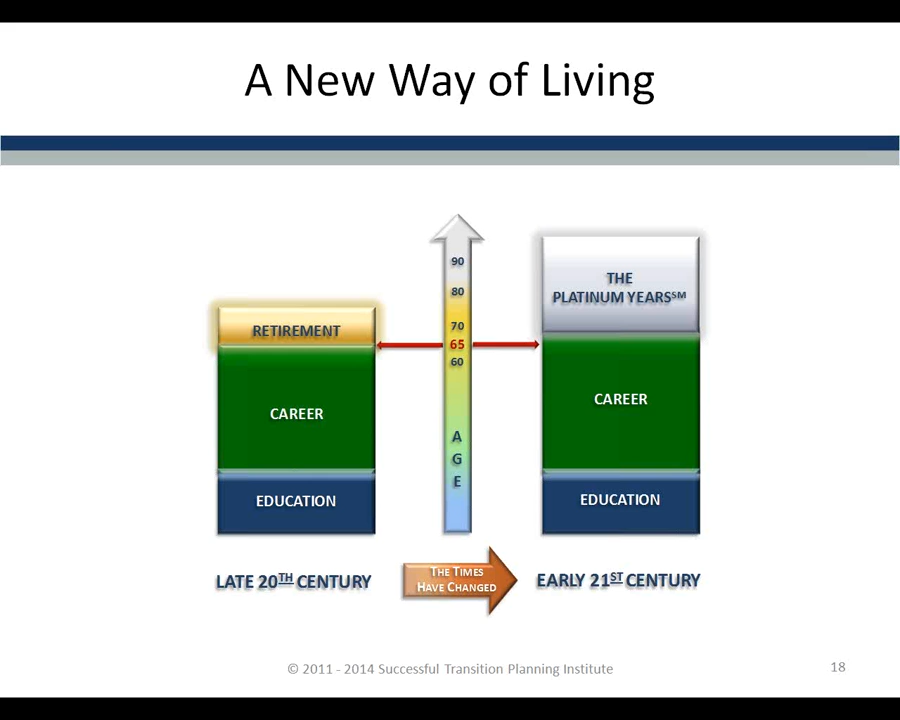 A New Way of Living
90
80
70
65
60
A
G
E
RETIREMENT
CAREER
EDUCATION
LATE 20TH CENTURY
THE
PLATINUM YEARSSM
CAREER
EDUCATION
EARLY 21ST CENTURY
THE TIMES
HAVE CHANGED
© 2011 - 2014 Successful Transition Planning Institute
18